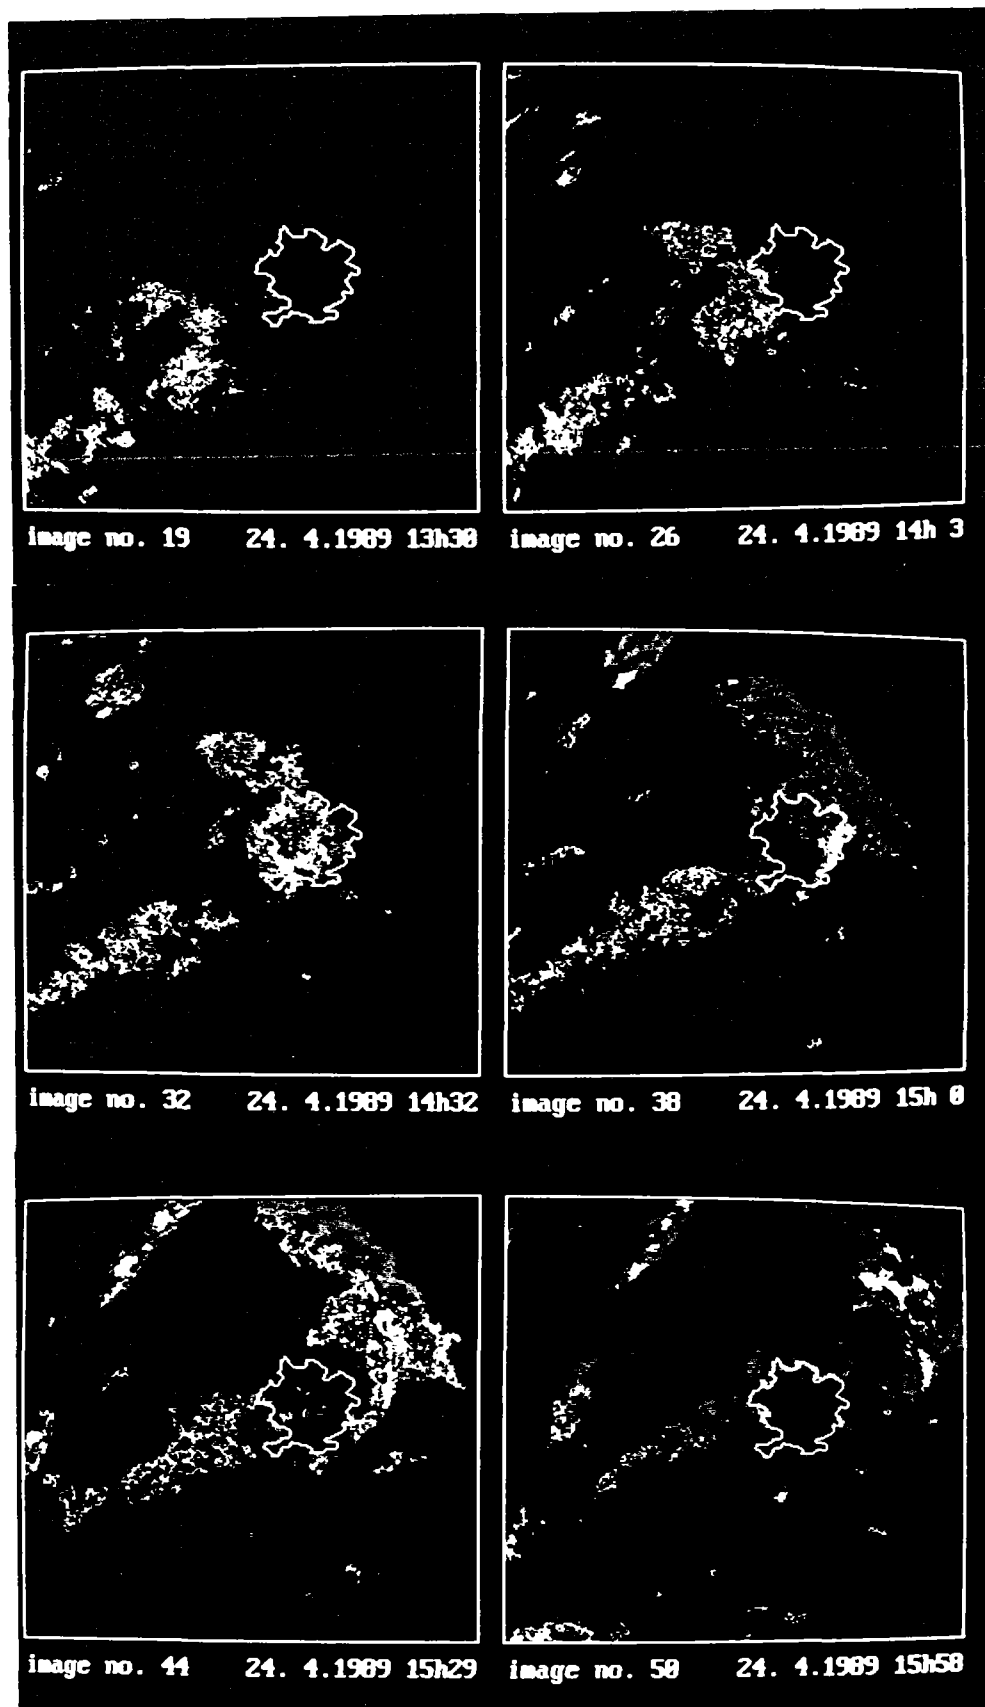 image no. 19 24. 4.1989 13h30
image no. 26 24. 4.1989 14h 3
image no. 32 24. 4.1989 14h32
image no. 38 24. 4.1989 15h 0
image no. 44 24. 4.1989 15h29
image no. 50 24. 4.1989 15h58